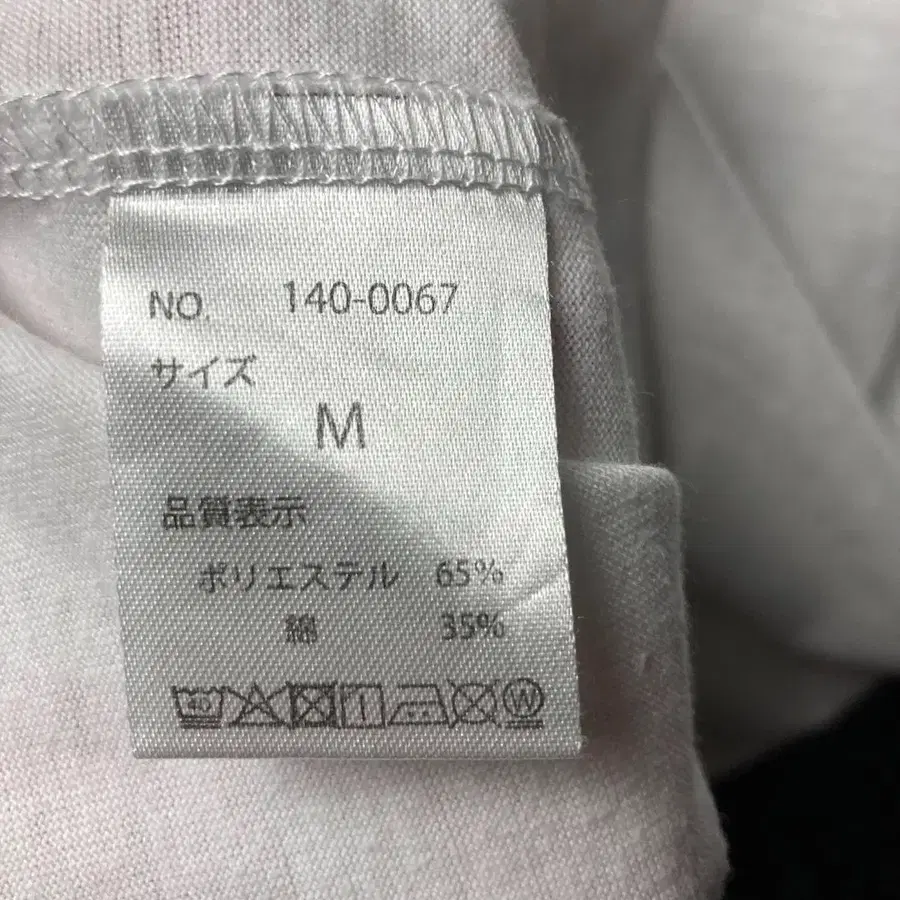 NO. 140-0067
サイズ
M
品質表示
ポリエステル 65%
綿 35%
40 W